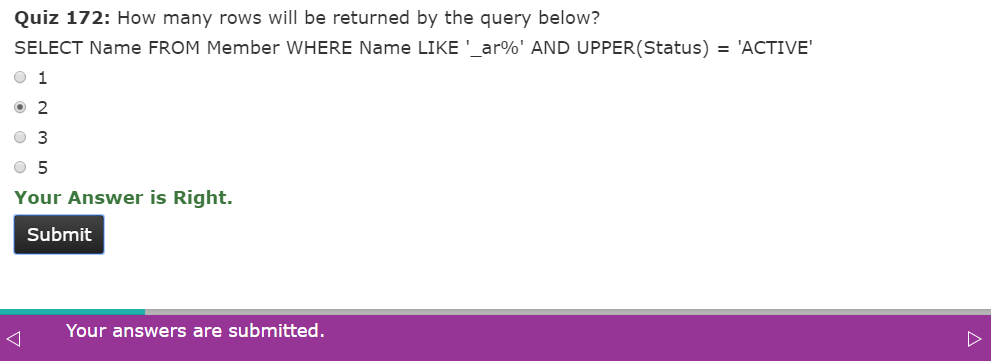 Quiz 172: How many rows will be returned by the query below?
SELECT Name FROM Member WHERE Name LIKE '_ar%' AND UPPER(Status) = 'ACTIVE'
1
2
3
5
Your Answer is Right.
Submit
Your answers are submitted.